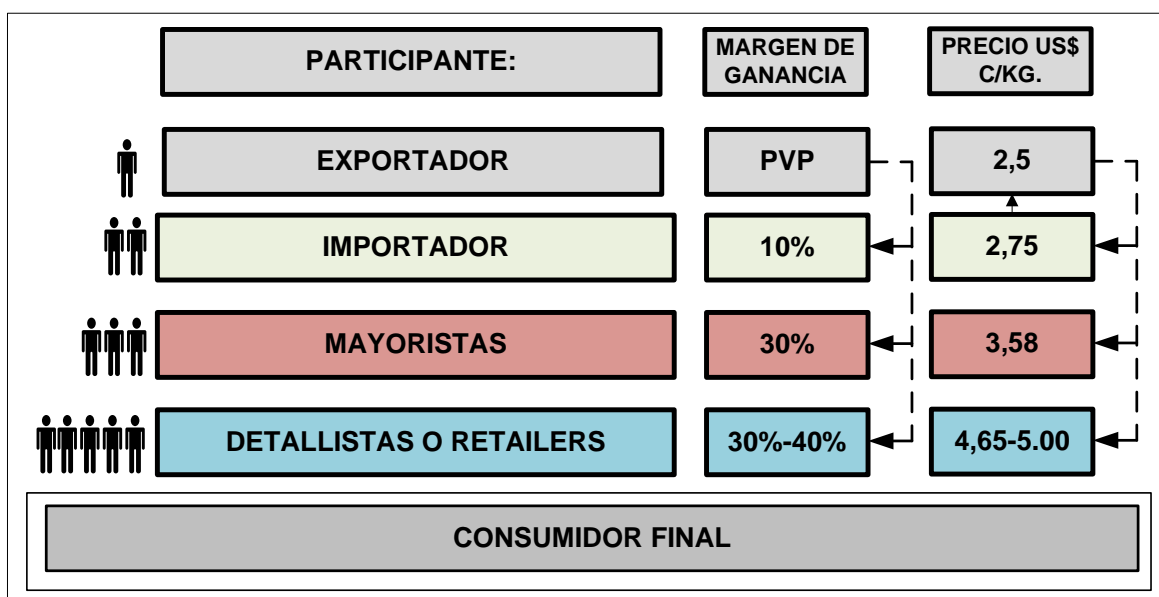 PARTICIPANTE:
MARGEN DE
GANANCIA
PRECIO US$
C/KG.
EXPORTADOR
PVP
2,5
IMPORTADOR
10%
2,75
MAYORISTAS
30%
3,58
DETALLISTAS O RETAILERS
30%-40%
4,65-5.00
CONSUMIDOR FINAL